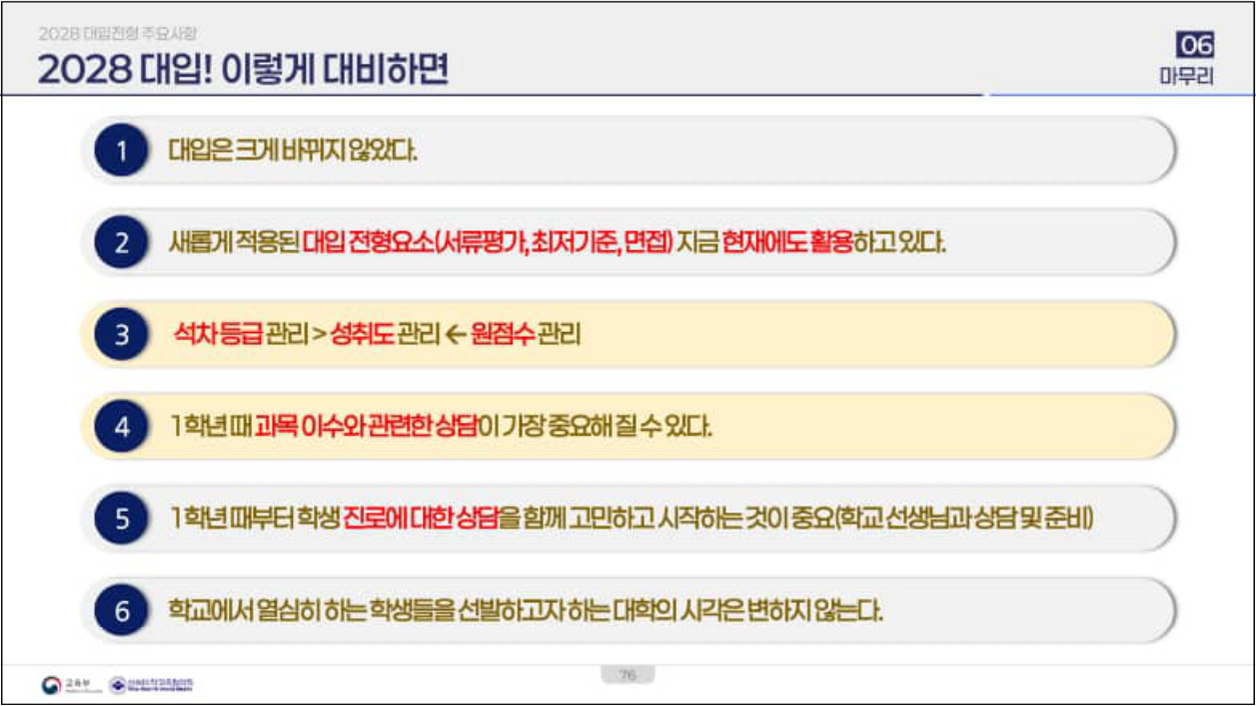 2028 대입전형 주요사항
2028 대입! 이렇게 대비하면
06
마무리
1 대입은 크게 바뀌지 않았다.
2 새롭게 적용된 대입 전형요소(서류평가, 최저기준, 면접) 지금 현재에도 활용하고 있다.
3 석차 등급 관리 > 성취도 관리 ← 원점수 관리
4 1학년 때 과목 이수와 관련한 상담이 가장 중요해 질 수 있다.
5 1학년 때부터 학생 진로에 대한 상담을 함께 고민하고 시작하는 것이 중요(학교 선생님과 상담 및 준비)
6 학교에서 열심히 하는 학생들을 선발하고자 하는 대학의 시각은 변하지 않는다.
교육부
76